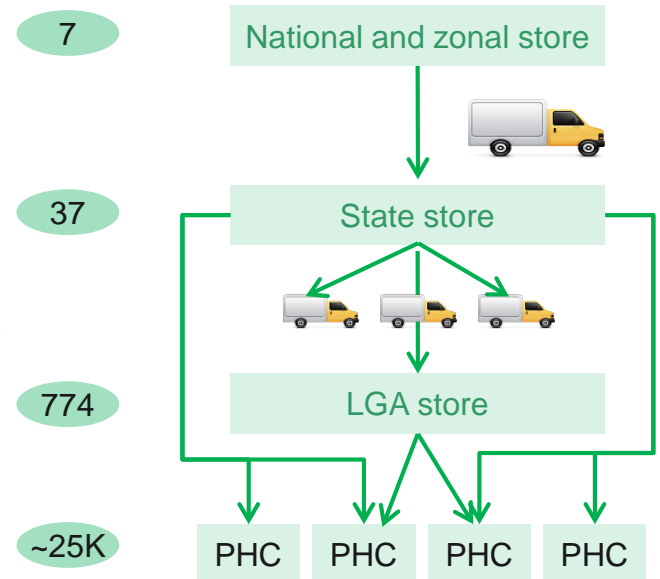 7
National and zonal store
37
State store
774
LGA store
~25K
PHC
PHC
PHC
PHC